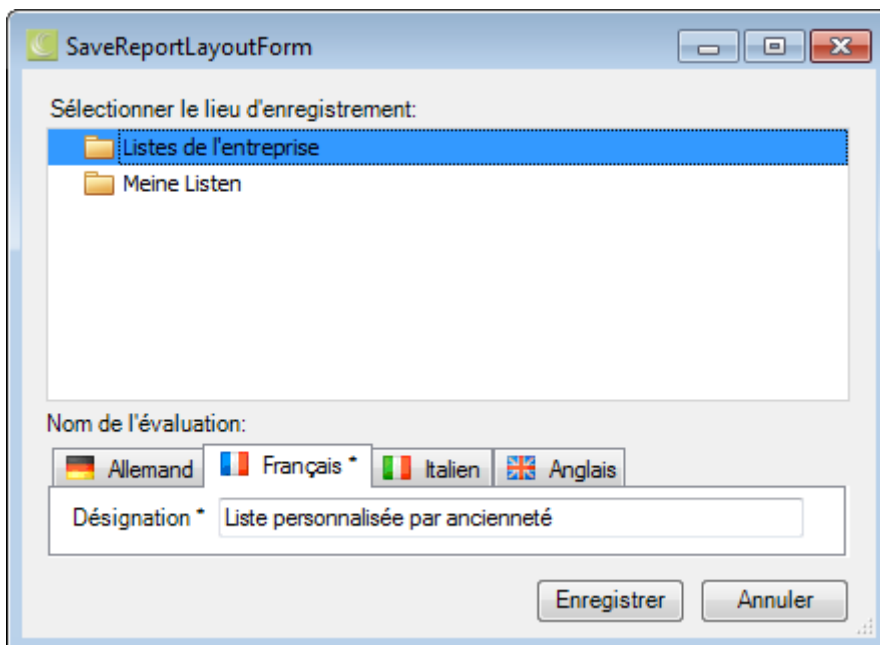 SaveReportLayoutForm
Sélectionner le lieu d'enregistrement:
Listes de l'entreprise
Meine Listen
Nom de l'évaluation:
Allemand Français * Italien Anglais
Désignation * Liste personnalisée par ancienneté
Enregistrer Annuler